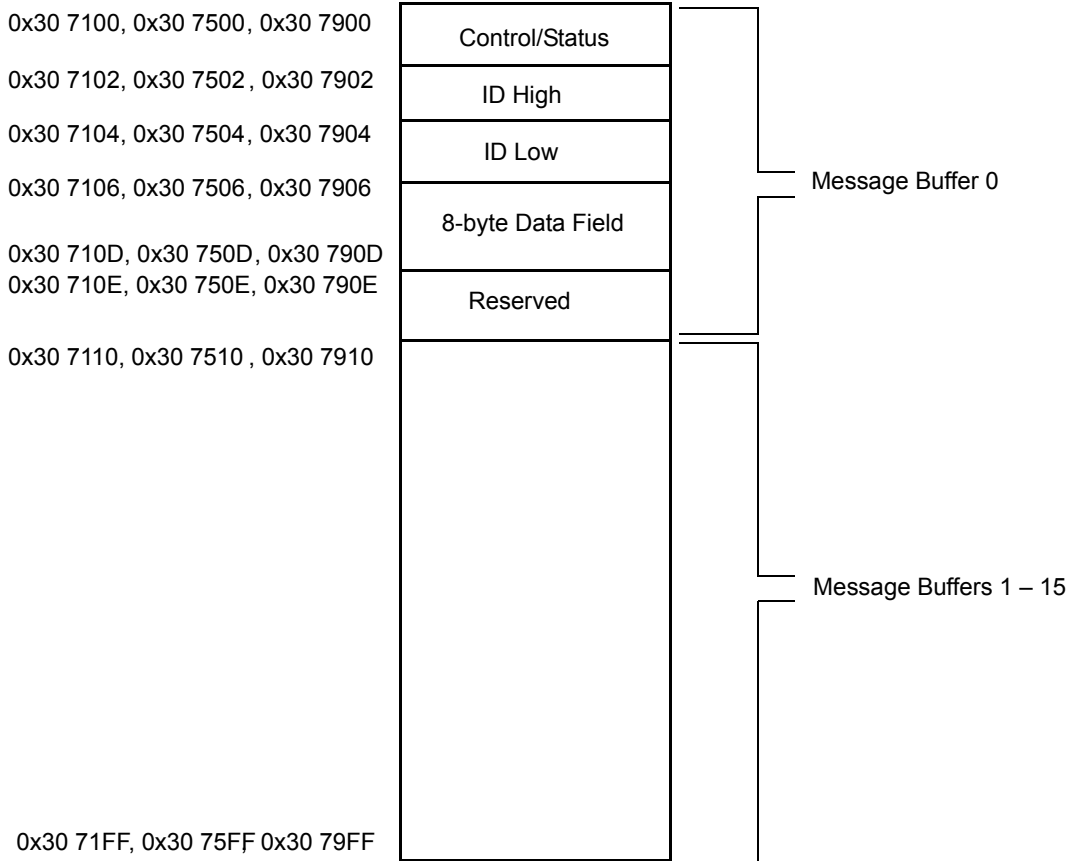 0x30 7100, 0x30 7500, 0x30 7900
Control/Status
0x30 7102, 0x30 7502 , 0x30 7902
ID High
0x30 7104, 0x30 7504, 0x30 7904
ID Low
0x30 7106, 0x30 7506, 0x30 7906
Message Buffer 0
8-byte Data Field
0x30 710D, 0x30 750D, 0x30 790D
0x30 710E, 0x30 750E, 0x30 790E
Reserved
0x30 7110, 0x30 7510 , 0x30 7910
Message Buffers 1 – 15
0x30 71FF, 0x30 75FF, 0x30 79FF